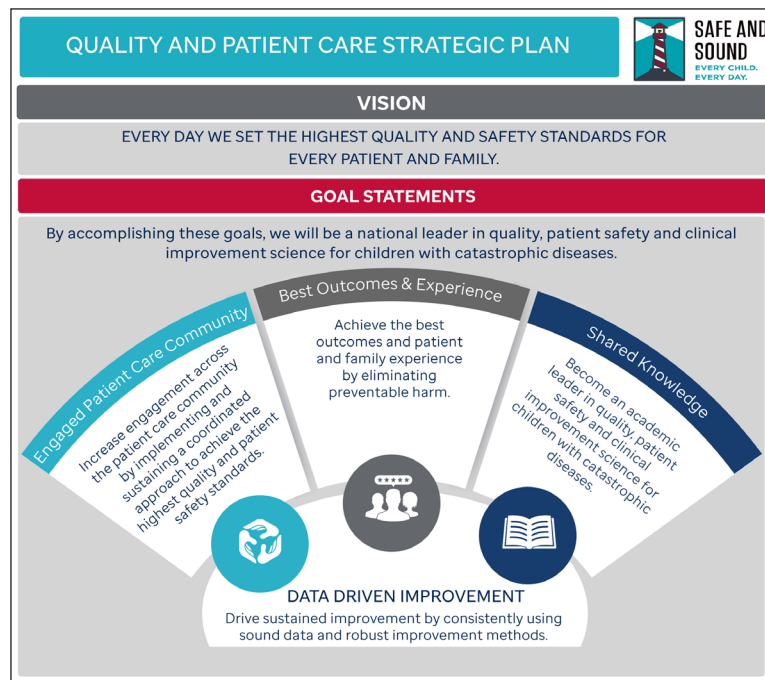 QUALITY AND PATIENT CARE STRATEGIC PLAN
SAFE AND
SOUND
EVERY CHILD.
EVERY DAY.
VISION
EVERY DAY WE SET THE HIGHEST QUALITY AND SAFETY STANDARDS FOR
EVERY PATIENT AND FAMILY.
GOAL STATEMENTS
By accomplishing these goals, we will be a national leader in quality, patient safety and clinical
improvement science for children with catastrophic diseases.
Engaged Patient Care Community
Increase engagement across
the patient care community
by implementing and
sustaining a coordinated
approach to achieve the
highest quality and patient
safety standards.
Best Outcomes & Experience
Achieve the best
outcomes and patient
and family experience
by eliminating
preventable harm.
Shared Knowledge
Become an academic
leader in quality, patient
safety and clinical
improvement science for
children with catastrophic
diseases.
DATA DRIVEN IMPROVEMENT
Drive sustained improvement by consistently using
sound data and robust improvement methods.